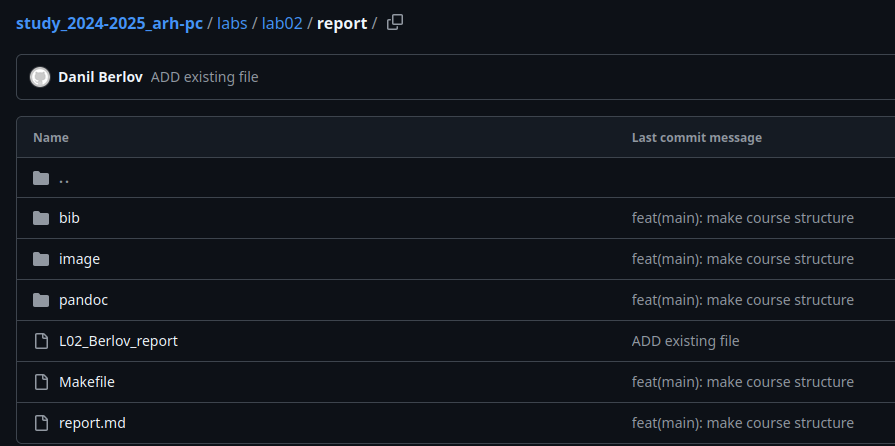 study_2024-2025_arh-pc / labs / lab02 / report /
Danil Berlov ADD existing file
Name Last commit message
..
bib feat(main): make course structure
image feat(main): make course structure
pandoc feat(main): make course structure
L02_Berlov_report ADD existing file
Makefile feat(main): make course structure
report.md feat(main): make course structure